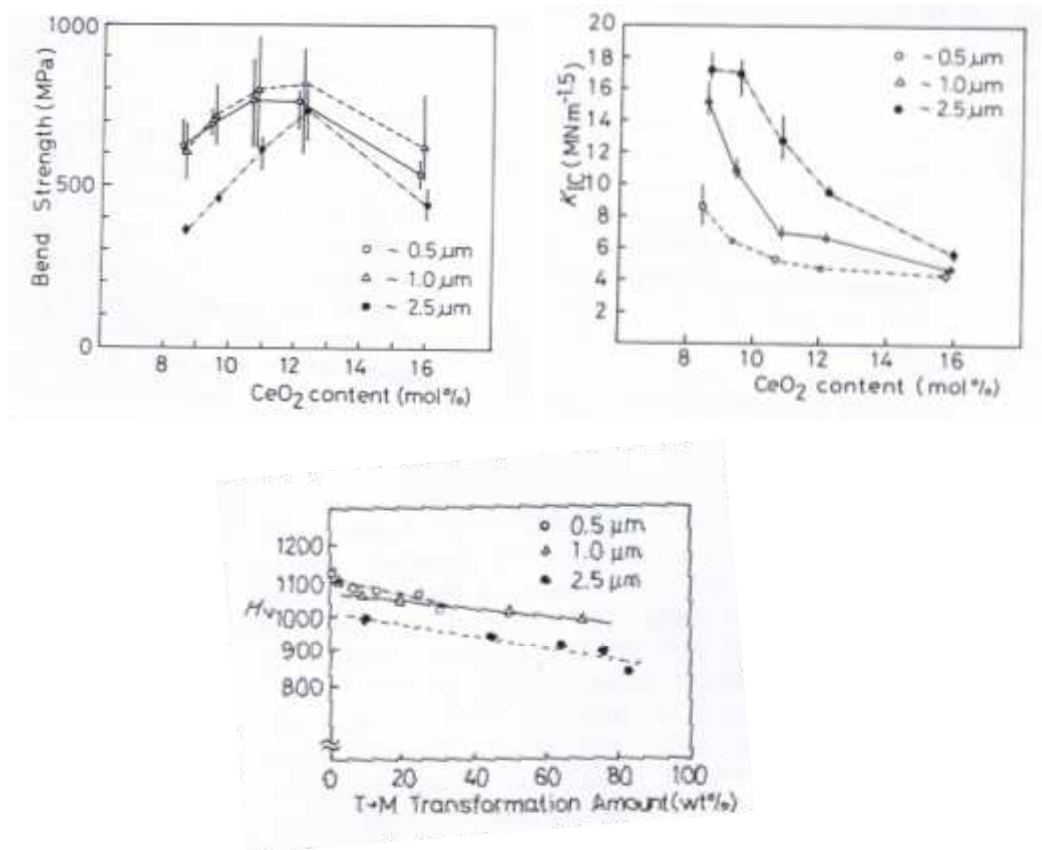 1000
500
0
Bend Strength (MPa)
○ ~ 0.5 μm
△ ~ 1.0 μm
● ~ 2.5 μm
8 10 12 14 16
CeO2 content (mol%)
20
18
16
14
12
10
8
6
4
2
KIC (MNm-1.5)
○ ~ 0.5 μm
△ ~ 1.0 μm
● ~ 2.5 μm
8 10 12 14 16
CeO2 content (mol%)
1200
1100
1000
900
800
Hv
○ 0.5 μm
△ 1.0 μm
● 2.5 μm
0 20 40 60 80 100
T→M Transformation Amount (wt%)